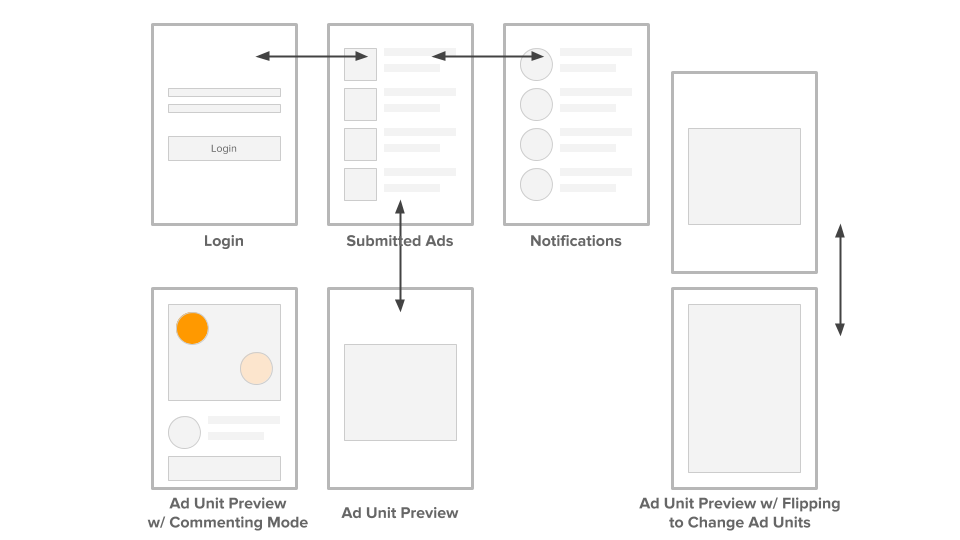 Login
Login
Submitted Ads
Notifications
Ad Unit Preview
w/ Commenting Mode
Ad Unit Preview
Ad Unit Preview w/ Flipping
to Change Ad Units